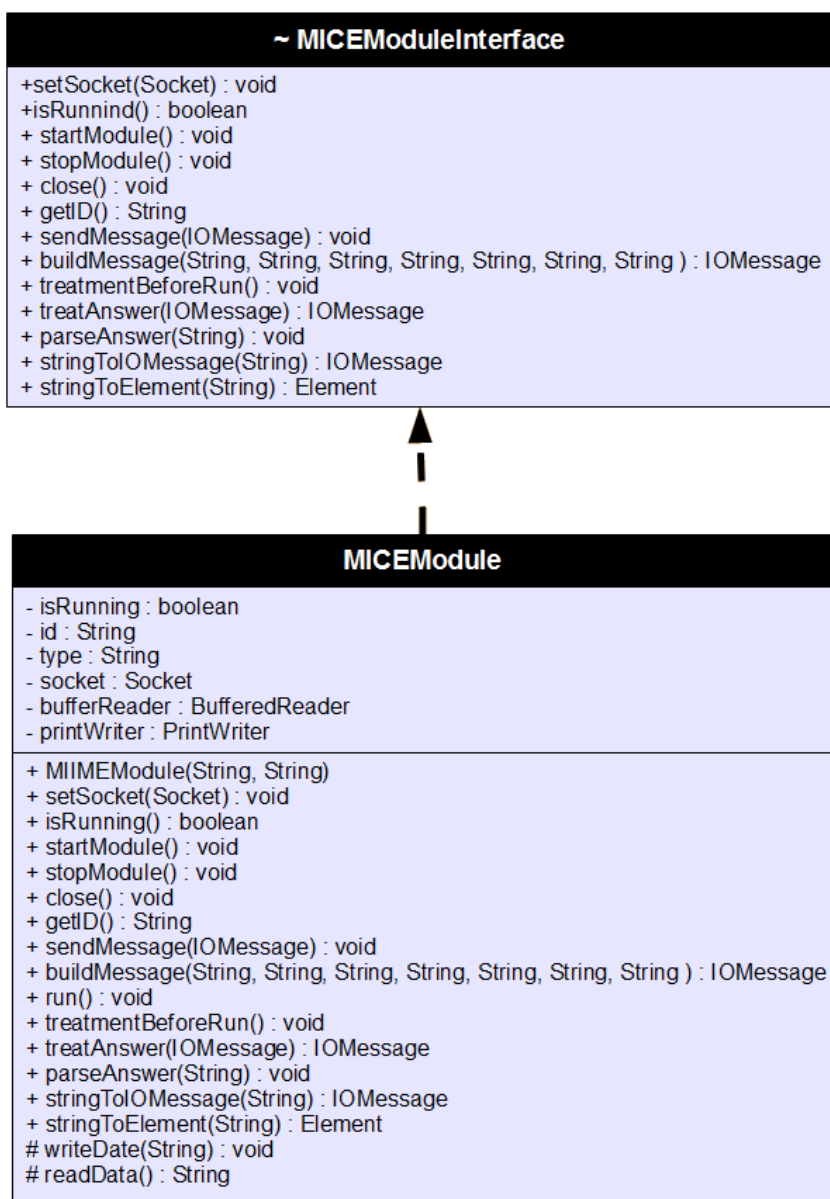 ~ MICEModuleInterface
+setSocket(Socket) : void
+isRunnind() : boolean
+ startModule() : void
+ stopModule() : void
+ close() : void
+ getID() : String
+ sendMessage(IOMessage) : void
+ buildMessage(String, String, String, String, String, String, String ) : IOMessage
+ treatmentBeforeRun() : void
+ treatAnswer(IOMessage) : IOMessage
+ parseAnswer(String) : void
+ stringToIOMessage(String) : IOMessage
+ stringToElement(String) : Element
MICEModule
- isRunning : boolean
- id : String
- type : String
- socket : Socket
- bufferReader : BufferedReader
- printWriter : PrintWriter
+ MIIMEModule(String, String)
+ setSocket(Socket) : void
+ isRunning() : boolean
+ startModule() : void
+ stopModule() : void
+ close() : void
+ getID() : String
+ sendMessage(IOMessage) : void
+ buildMessage(String, String, String, String, String, String, String ) : IOMessage
+ run() : void
+ treatmentBeforeRun() : void
+ treatAnswer(IOMessage) : IOMessage
+ parseAnswer(String) : void
+ stringToIOMessage(String) : IOMessage
+ stringToElement(String) : Element
# writeDate(String) : void
# readData() : String